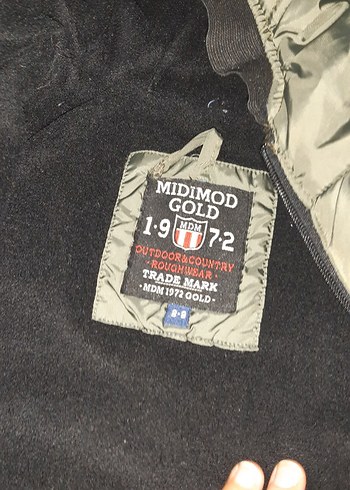 MIDIMOD
GOLD
1·9 MDM 7·2
OUTDOOR&COUNTRY
·ROUGHWEAR·
TRADE MARK
·MDM 1972 GOLD·